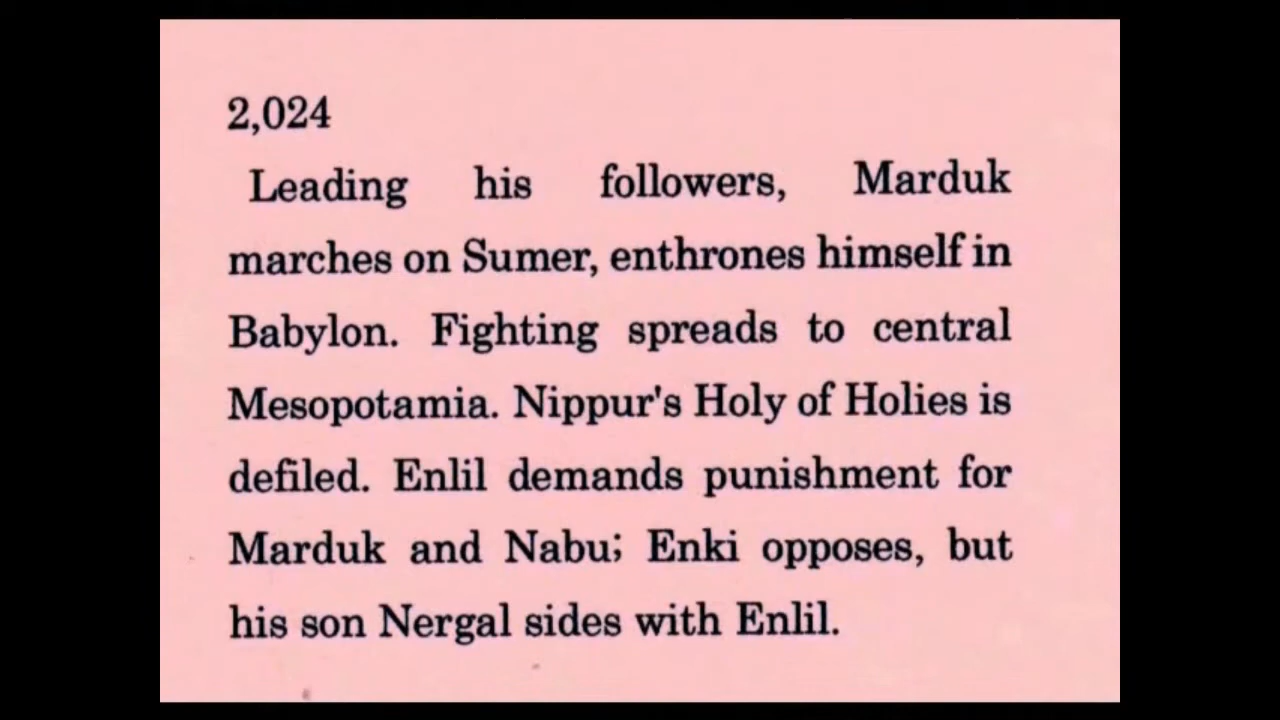 2,024
Leading his followers, Marduk
marches on Sumer, enthrones himself in
Babylon. Fighting spreads to central
Mesopotamia. Nippur's Holy of Holies is
defiled. Enlil demands punishment for
Marduk and Nabu; Enki opposes, but
his son Nergal sides with Enlil.